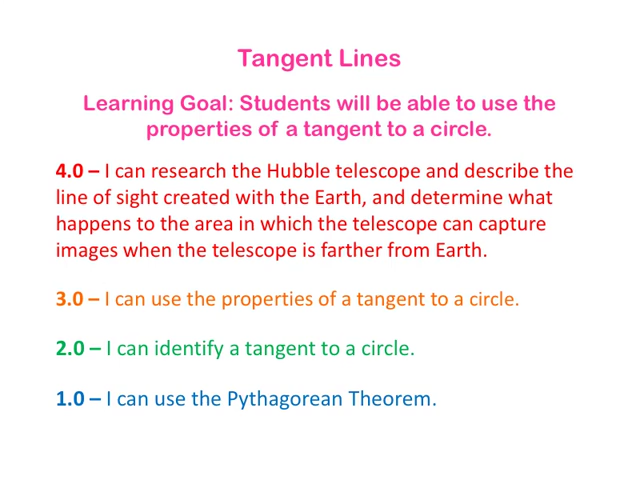 Tangent Lines
Learning Goal: Students will be able to use the
properties of a tangent to a circle.
4.0 – I can research the Hubble telescope and describe the
line of sight created with the Earth, and determine what
happens to the area in which the telescope can capture
images when the telescope is farther from Earth.
3.0 – I can use the properties of a tangent to a circle.
2.0 – I can identify a tangent to a circle.
1.0 – I can use the Pythagorean Theorem.